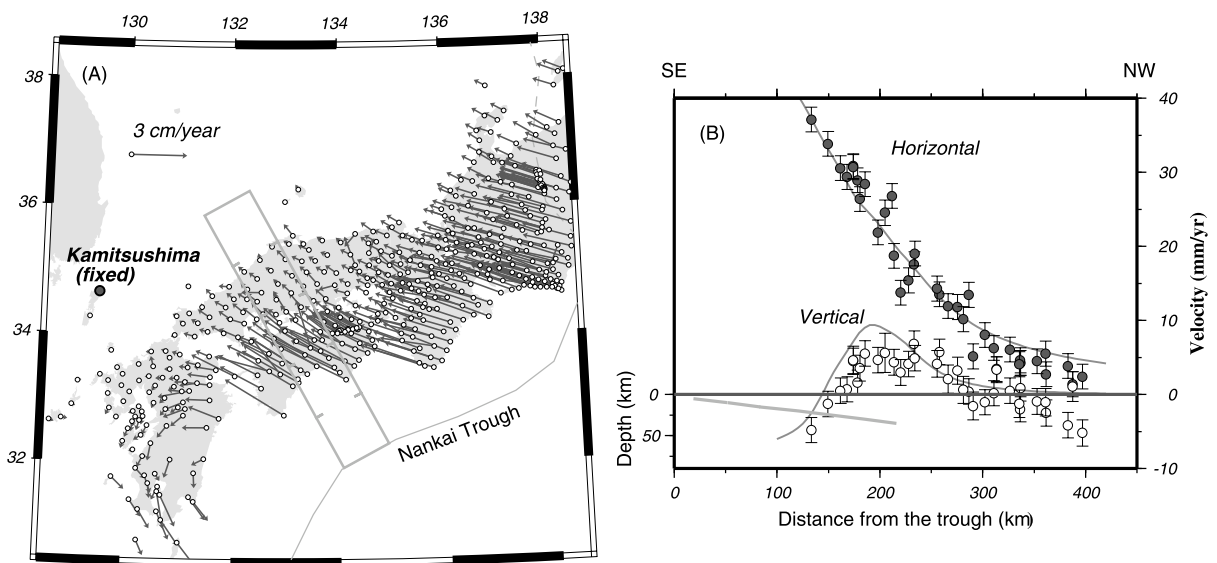 130 132 134 136 138
(A)
38
3 cm/year
36
Kamitsushima
(fixed)
34
Nankai Trough
32
SE NW
40
(B)
Horizontal
30
20
Velocity (mm/yr)
Vertical
10
0 0
Depth (km)
50
-10
0 100 200 300 400
Distance from the trough (km)